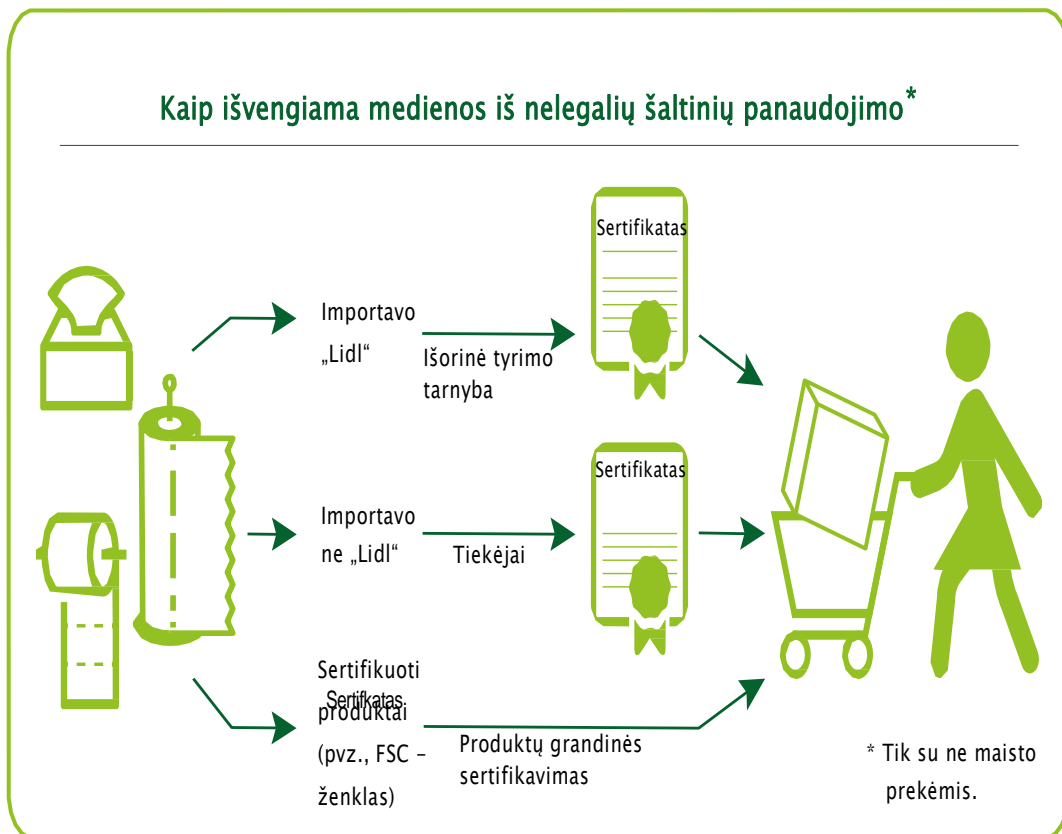 Kaip išvengiama medienos iš nelegalių šaltinių panaudojimo*
Sertifikatas
Importavo
„Lidl“
Išorinė tyrimo
tarnyba
Sertifikatas
Importavo
ne „Lidl“
Tiekėjai
Sertifikuoti
Sertifikatas
produktai
(pvz., FSC –
ženklas)
Produktų grandinės
sertifikavimas
* Tik su ne maisto
prekėmis.